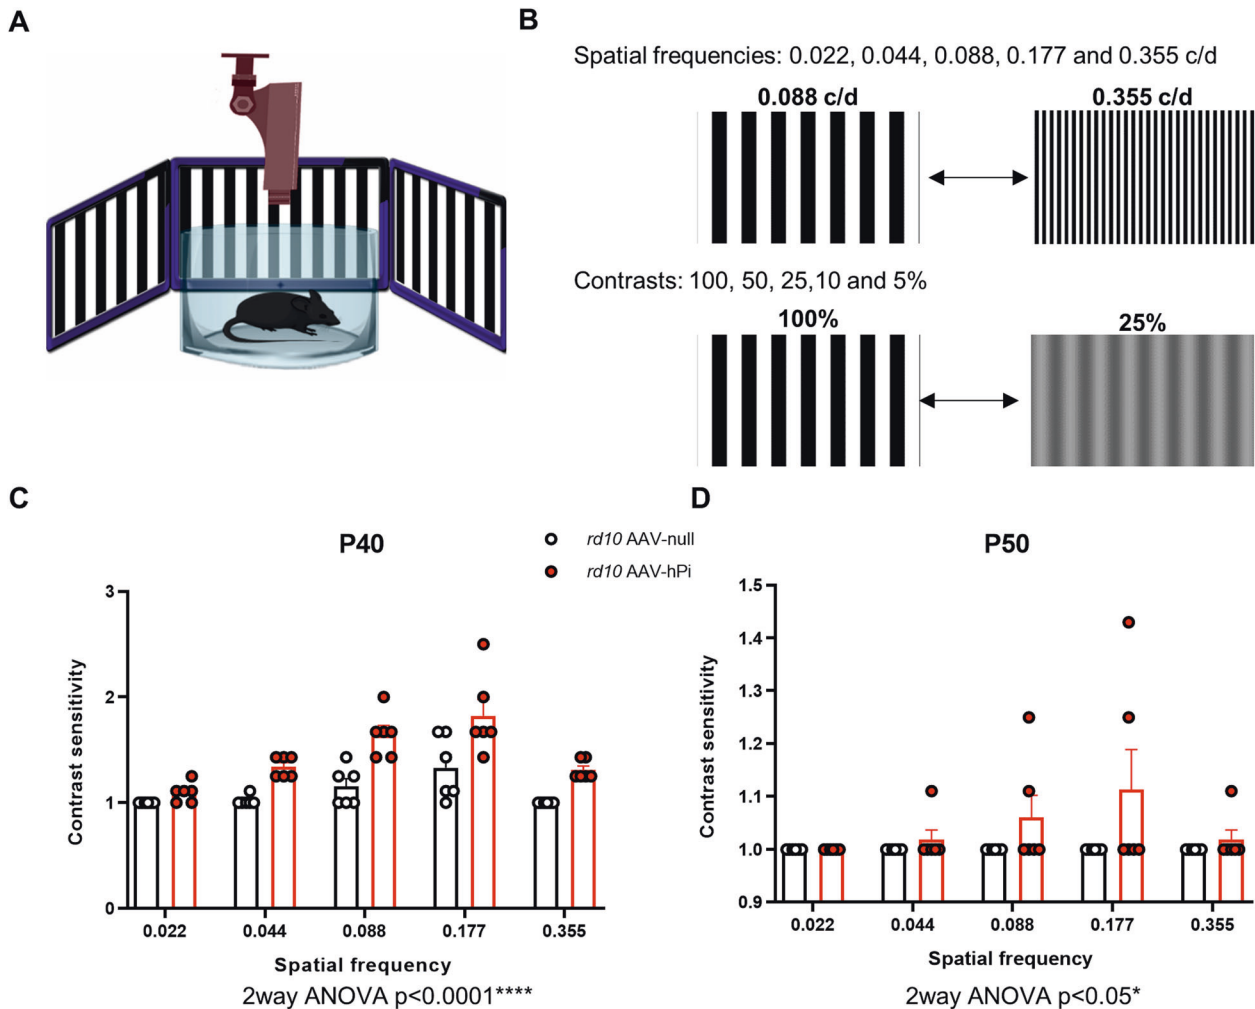 A
B
Spatial frequencies: 0.022, 0.044, 0.088, 0.177 and 0.355 c/d
0.088 c/d
0.355 c/d
Contrasts: 100, 50, 25,10 and 5%
100%
25%
C
D
P40
rd10 AAV-null
rd10 AAV-hPi
P50
Contrast sensitivity
3
2
1
0
0.022 0.044 0.088 0.177 0.355
Spatial frequency
2way ANOVA p<0.0001****
Contrast sensitivity
1.5
1.4
1.3
1.2
1.1
1.0
0.9
0.022 0.044 0.088 0.177 0.355
Spatial frequency
2way ANOVA p<0.05*